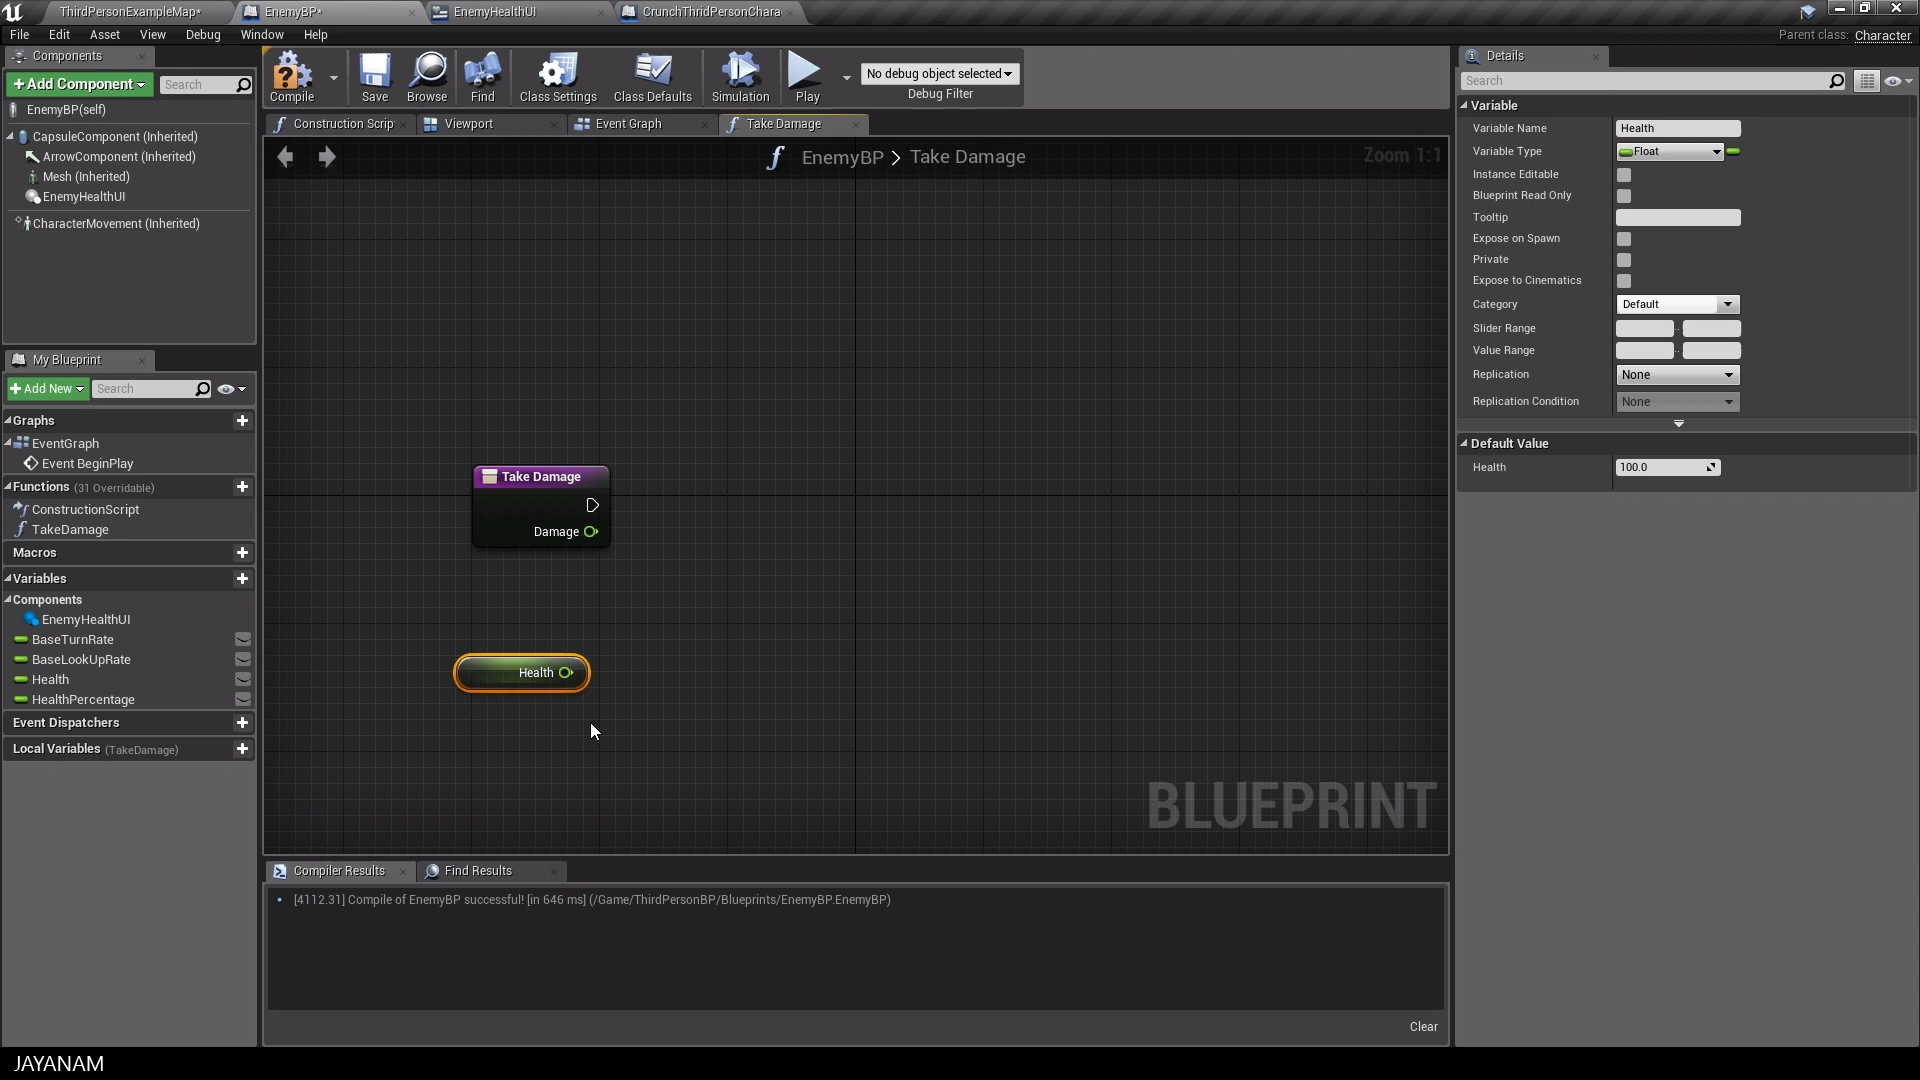 ThirdPersonExampleMap*
EnemyBP*
EnemyHealthUI
CrunchThridPersonChara
File Edit Asset View Debug Window Help
Parent class: Character
Components
+ Add Component
Search
EnemyBP(self)
CapsuleComponent (Inherited)
ArrowComponent (Inherited)
Mesh (Inherited)
EnemyHealthUI
CharacterMovement (Inherited)
My Blueprint
+ Add New
Search
Graphs
EventGraph
Event BeginPlay
Functions (31 Overridable)
ConstructionScript
TakeDamage
Macros
Variables
Components
EnemyHealthUI
BaseTurnRate
BaseLookUpRate
Health
HealthPercentage
Event Dispatchers
Local Variables (TakeDamage)
Compile
Save
Browse
Find
Class Settings
Class Defaults
Simulation
Play
No debug object selected
Debug Filter
Construction Scrip
Viewport
Event Graph
Take Damage
EnemyBP > Take Damage
Zoom 1:1
Take Damage
Damage
Health
BLUEPRINT
Compiler Results
Find Results
[4112.31] Compile of EnemyBP successful! [in 646 ms] (/Game/ThirdPersonBP/Blueprints/EnemyBP.EnemyBP)
Clear
Details
Search
Variable
Variable Name Health
Variable Type Float
Instance Editable
Blueprint Read Only
Tooltip
Expose on Spawn
Private
Expose to Cinematics
Category Default
Slider Range
Value Range
Replication None
Replication Condition None
Default Value
Health 100.0
JAYANAM